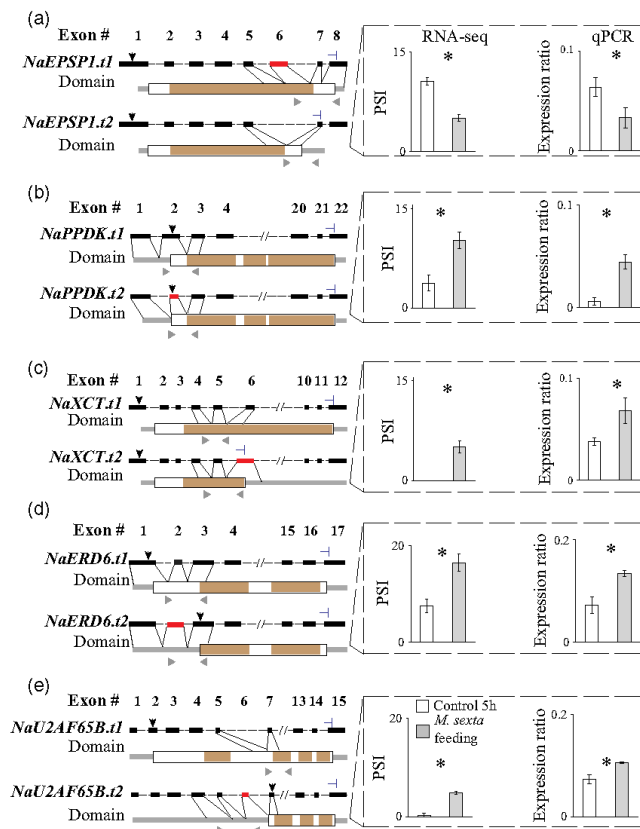 (a)
Exon # 1 2 3 4 5 6 7 8
NaEPSP1.t1
Domain
NaEPSP1.t2
Domain
RNA-seq qPCR
PSI
15
*
0
Expression ratio
0.1
*
0
(b)
Exon # 1 2 3 4 20 21 22
NaPPDK.t1
//
Domain
NaPPDK.t2
//
Domain
PSI
15
*
0
Expression ratio
0.1
*
0
(c)
Exon # 1 2 3 4 5 6 10 11 12
NaXCT.t1
//
Domain
NaXCT.t2
//
Domain
PSI
15
*
0
Expression ratio
0.1
*
0
(d)
Exon # 1 2 3 4 15 16 17
NaERD6.t1
//
Domain
NaERD6.t2
//
Domain
PSI
20
*
0
Expression ratio
0.2
*
0
(e)
Exon # 1 2 3 4 5 6 7 13 14 15
NaU2AF65B.t1
//
Domain
NaU2AF65B.t2
//
Domain
Control 5h
M. sexta
feeding
PSI
20
*
0
Expression ratio
0.2
*
0